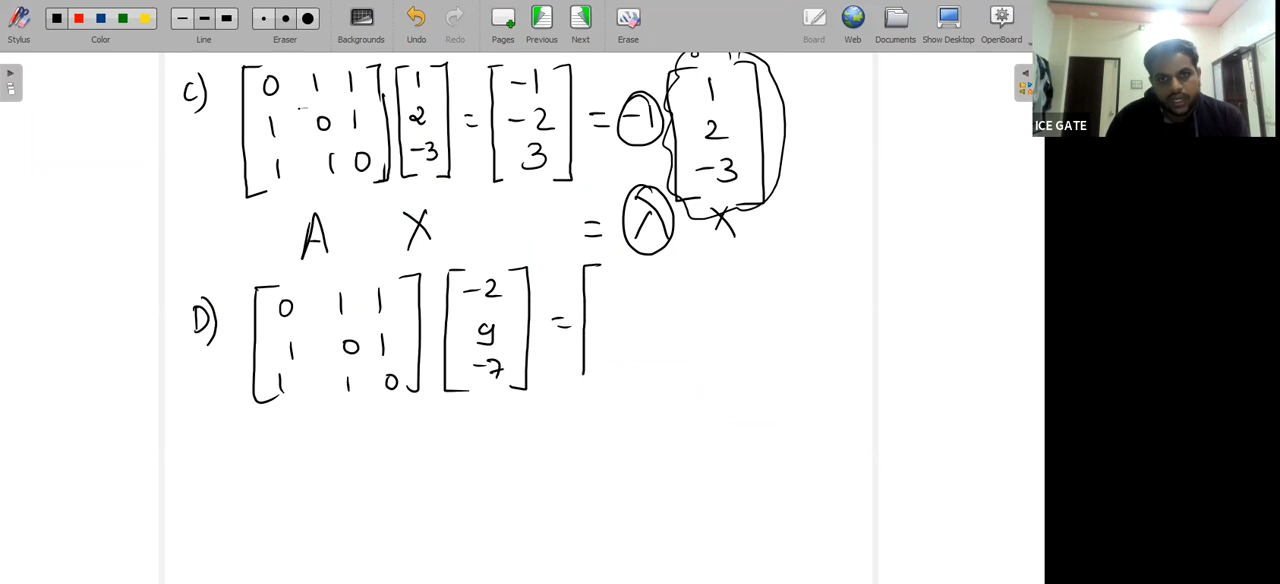 Stylus Color Line Eraser Backgrounds Undo Redo Pages Previous Next Erase Board Web Documents Show Desktop OpenBoard
ICE GATE
C) [0 1 1] [1] = [-1] = -1 [1]
[1 0 1] [2] [-2] [2]
[1 1 0] [-3] [3] [-3]
A X = λ X
D) [0 1 1] [-2] = [
[1 0 1] [9]
[1 1 0] [-7]